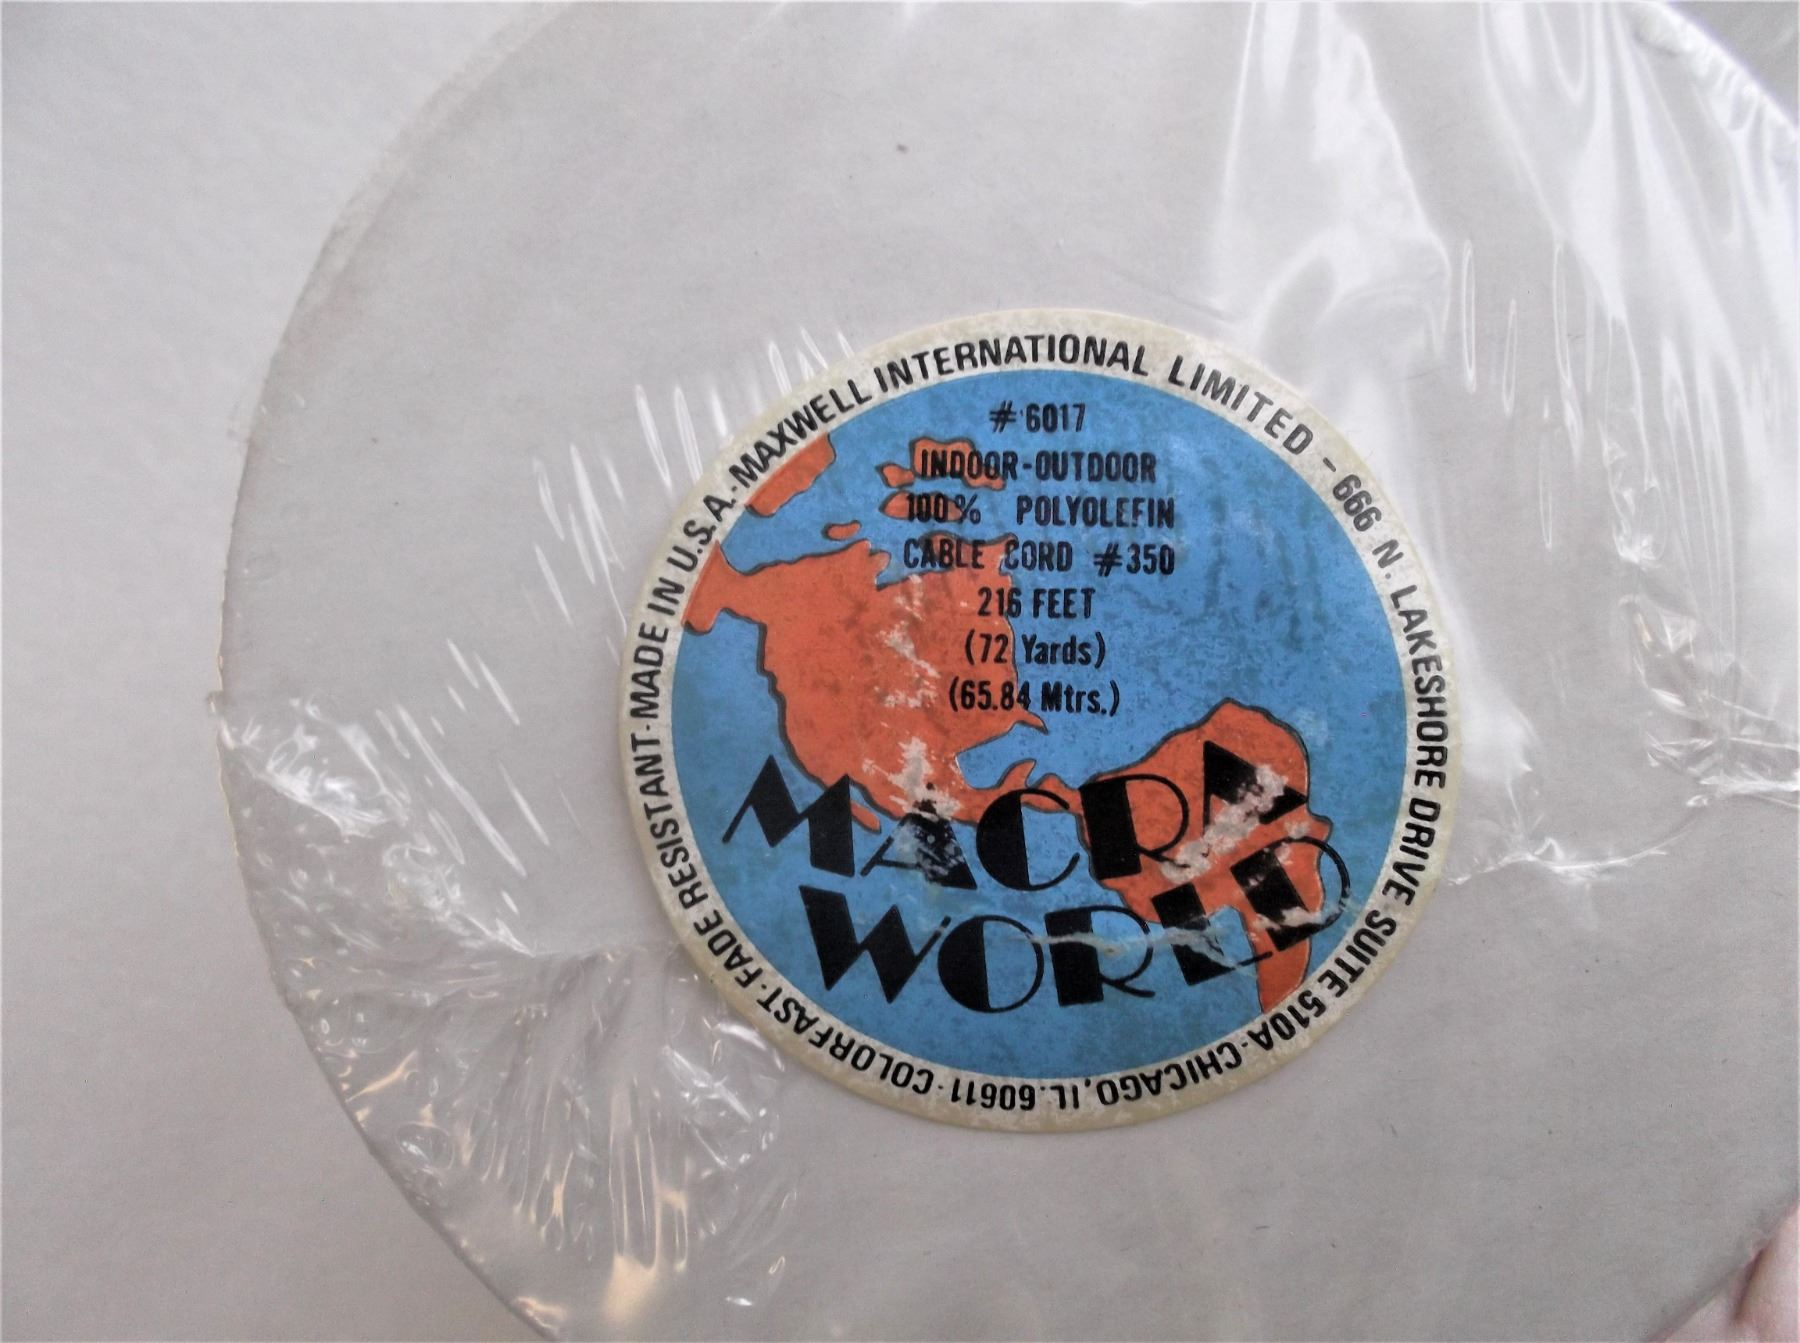 MAXWELL INTERNATIONAL LIMITED - 666 N. LAKESHORE DRIVE SUITE 510A · CHICAGO, IL. 60611 · COLORFAST · FADE RESISTANT · MADE IN U.S.A. ·
# 6017
INDOOR-OUTDOOR
100% POLYOLEFIN
CABLE CORD #350
216 FEET
(72 Yards)
(65.84 Mtrs.)
MACRA
WORLD